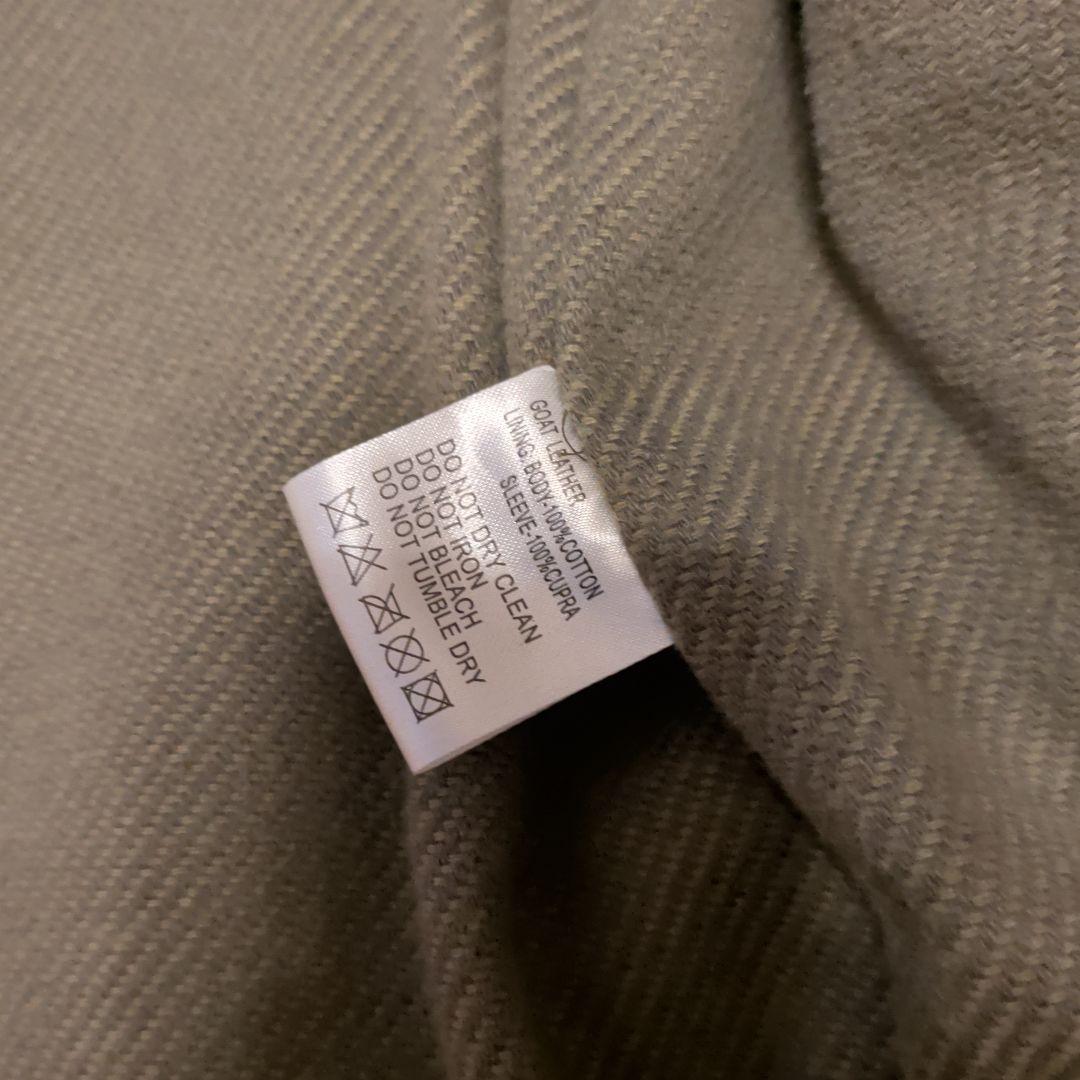 GOAT LEATHER
LINNG: BODY-100%COTTON
SLEEVE-100%CUPRA
DO NOT DRY CLEAN
DO NOT IRON
DO NOT BLEACH
DO NOT TUMBLE DRY